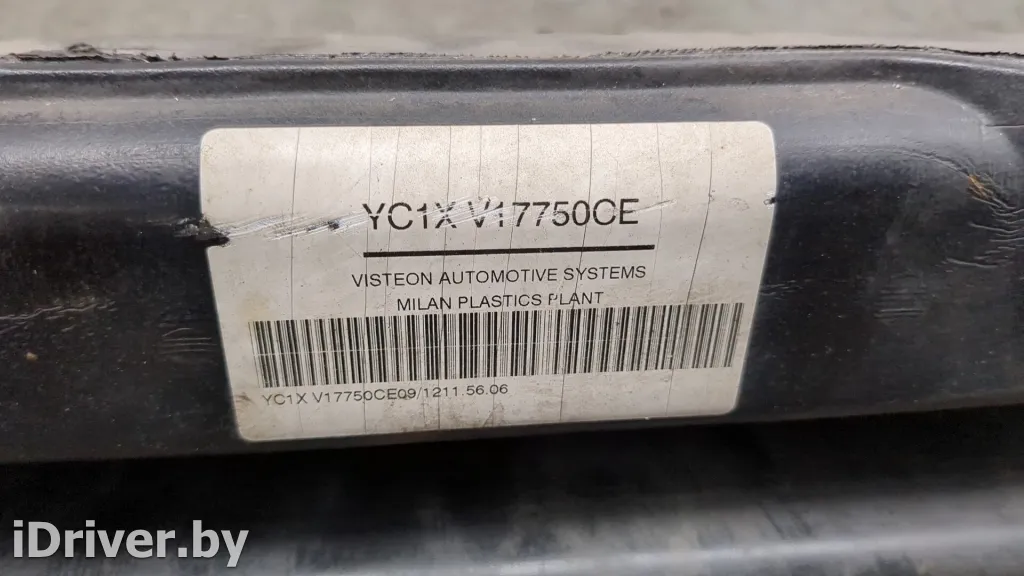 YC1X V17750CE
VISTEON AUTOMOTIVE SYSTEMS
MILAN PLASTICS PLANT
YC1X V17750CE09/1211.56.06
iDriver.by